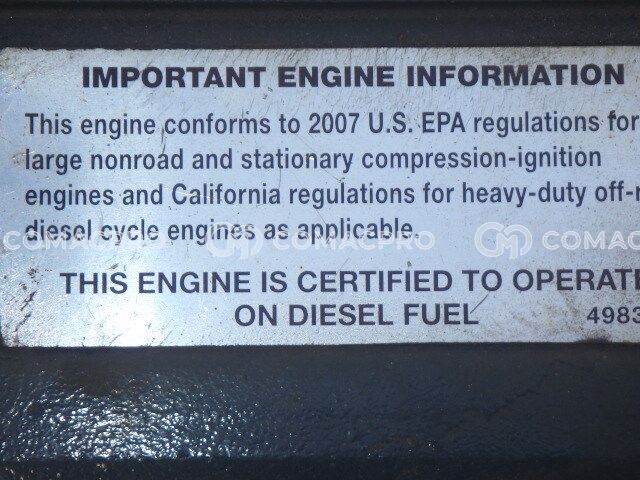 IMPORTANT ENGINE INFORMATION
This engine conforms to 2007 U.S. EPA regulations for
large nonroad and stationary compression-ignition
engines and California regulations for heavy-duty off-r
diesel cycle engines as applicable.
COMACPRO COMACPRO COMACP
THIS ENGINE IS CERTIFIED TO OPERATE
ON DIESEL FUEL 4983